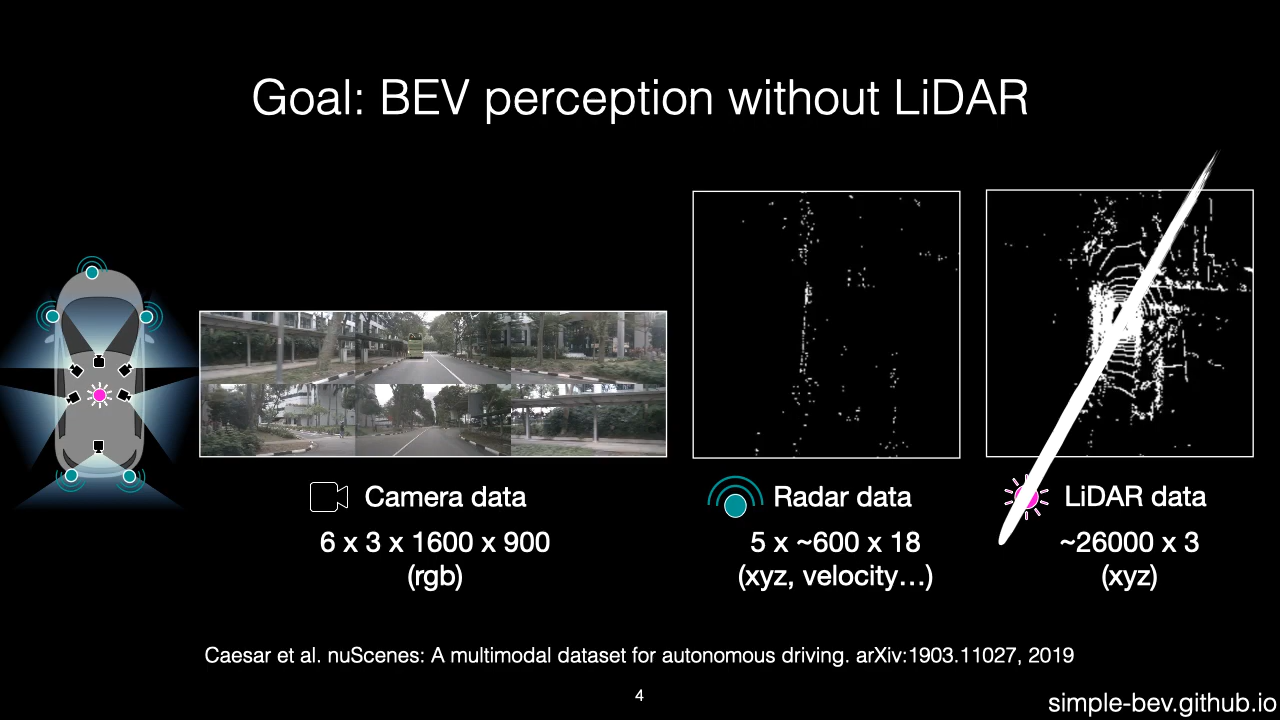 Goal: BEV perception without LiDAR
Camera data
6 x 3 x 1600 x 900
(rgb)
Radar data
5 x ~600 x 18
(xyz, velocity…)
LiDAR data
~26000 x 3
(xyz)
Caesar et al. nuScenes: A multimodal dataset for autonomous driving. arXiv:1903.11027, 2019
4
simple-bev.github.io